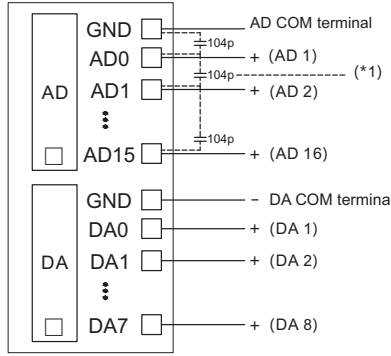 GND AD COM terminal
104p
AD0 + (AD 1)
104p (*1)
AD AD1 + (AD 2)
104p
AD15 + (AD 16)
GND - DA COM termina
DA0 + (DA 1)
DA DA1 + (DA 2)
DA7 + (DA 8)